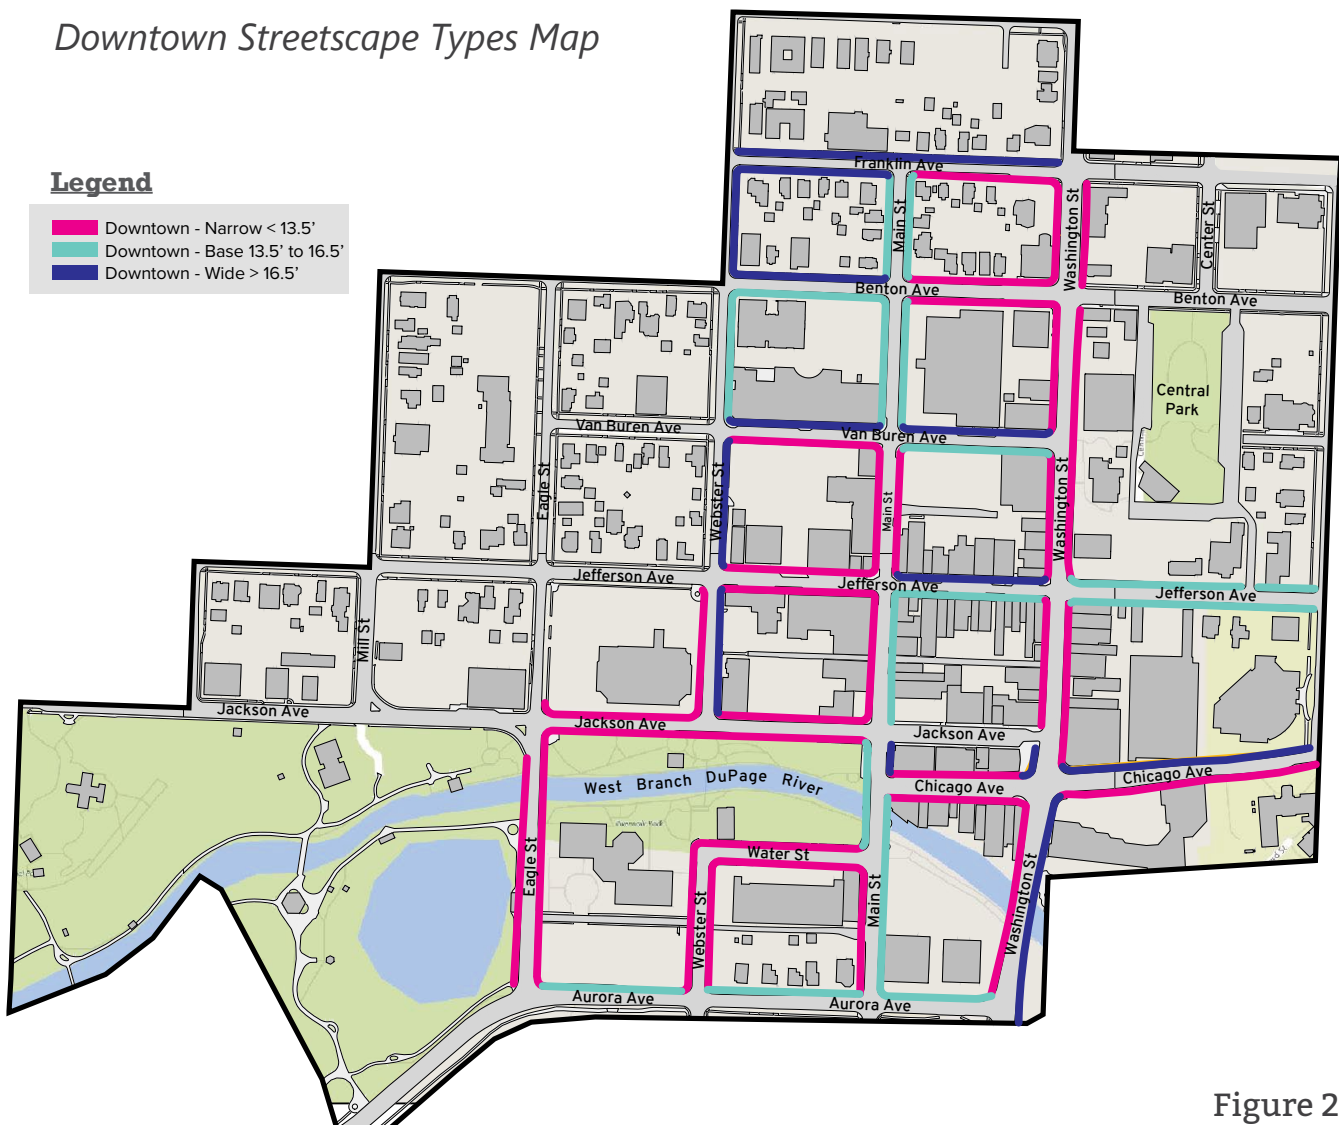 Downtown Streetscape Types Map
Legend
Downtown - Narrow < 13.5'
Downtown - Base 13.5' to 16.5'
Downtown - Wide > 16.5'
Franklin Ave
Main St
Washington St
Center St
Benton Ave
Benton Ave
Central
Park
Van Buren Ave
Van Buren Ave
Eagle St
Webster St
Main St
Washington St
Jefferson Ave
Jefferson Ave
Jefferson Ave
Mill St
Jackson Ave
Jackson Ave
Jackson Ave
Chicago Ave
Chicago Ave
West Branch DuPage River
Water St
Eagle St
Webster St
Main St
Washington St
Aurora Ave
Aurora Ave
Figure 2